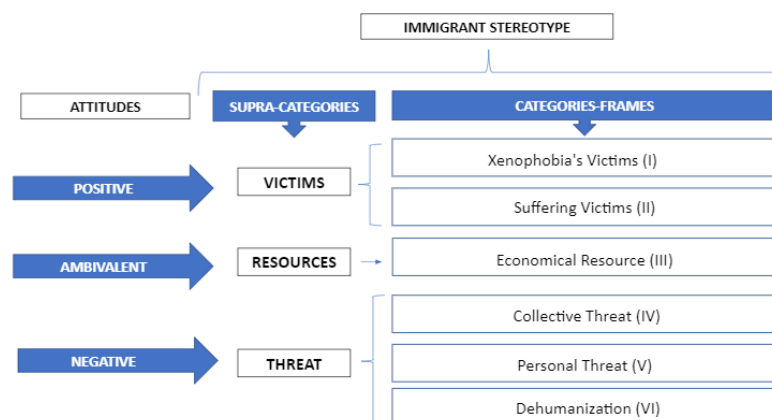 IMMIGRANT STEREOTYPE
ATTITUDES
SUPRA-CATEGORIES
CATEGORIES-FRAMES
POSITIVE
VICTIMS
Xenophobia's Victims (I)
Suffering Victims (II)
AMBIVALENT
RESOURCES
Economical Resource (III)
NEGATIVE
THREAT
Collective Threat (IV)
Personal Threat (V)
Dehumanization (VI)